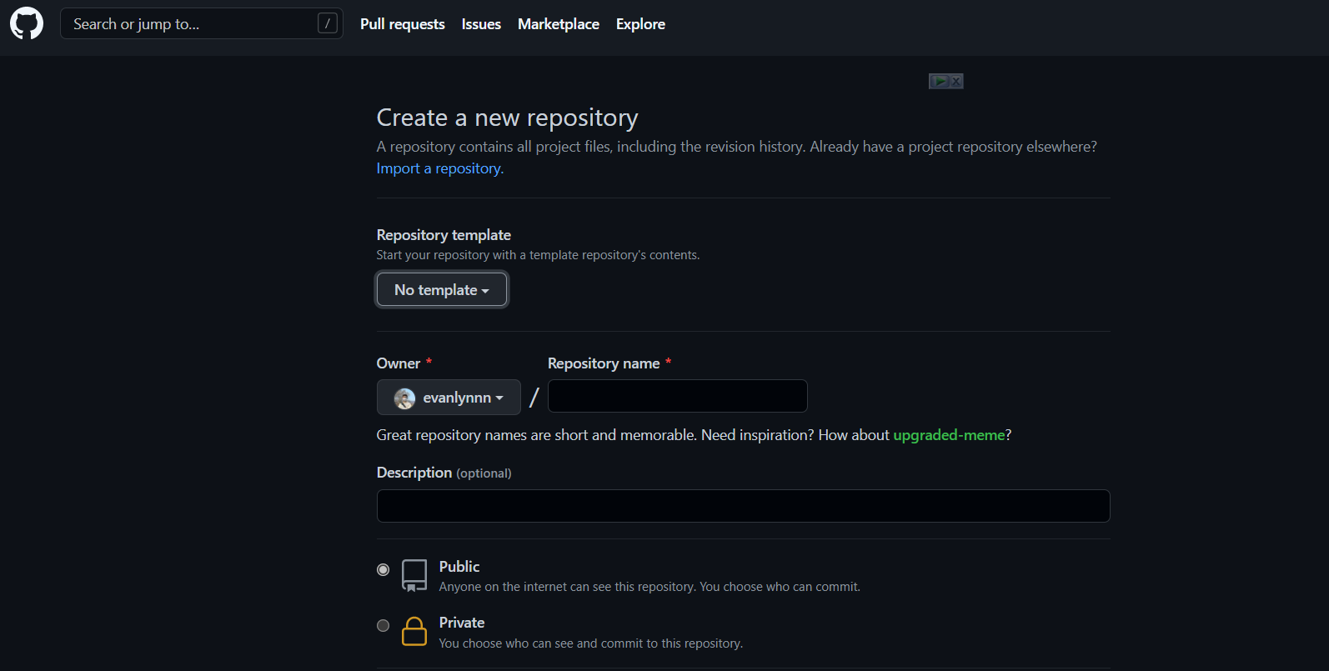 Search or jump to...
/
Pull requests
Issues
Marketplace
Explore
X
Create a new repository
A repository contains all project files, including the revision history. Already have a project repository elsewhere?
Import a repository.
Repository template
Start your repository with a template repository's contents.
No template
Owner *
Repository name *
evanlynnn
/
Great repository names are short and memorable. Need inspiration? How about upgraded-meme?
Description (optional)
Public
Anyone on the internet can see this repository. You choose who can commit.
Private
You choose who can see and commit to this repository.